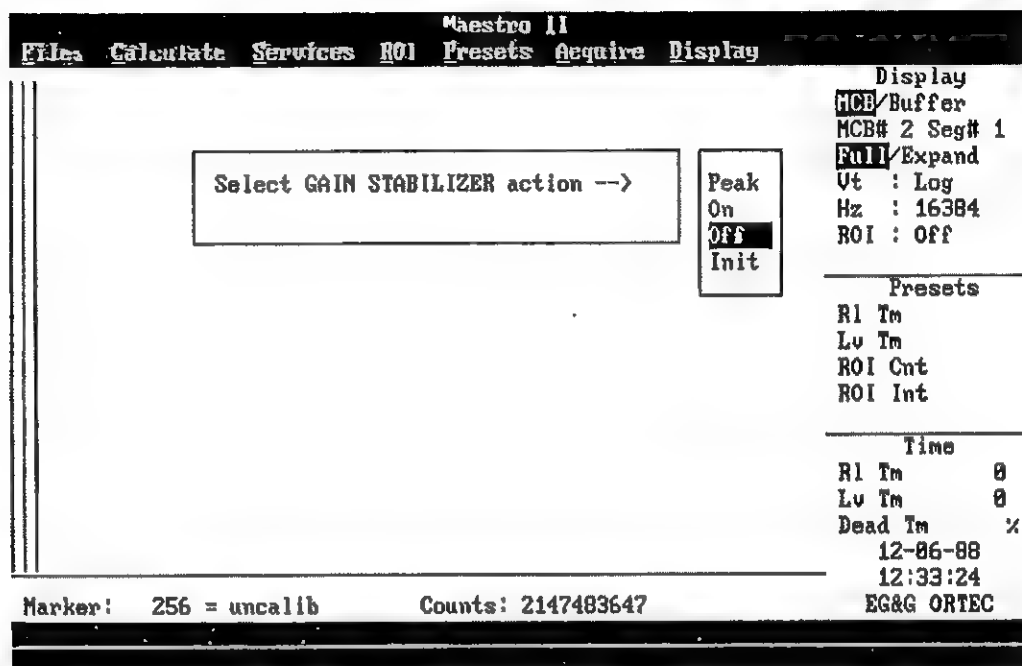 Maestro II
Files Calculate Services ROI Presets Acquire Display
Select GAIN STABILIZER action -->
Peak
On
Off
Init
Display
MCB/Buffer
MCB# 2 Seg# 1
Full/Expand
Vt : Log
Hz : 16384
ROI : Off
Presets
Rl Tm
Lv Tm
ROI Cnt
ROI Int
Time
Rl Tm 0
Lv Tm 0
Dead Tm %
12-06-88
12:33:24
EG&G ORTEC
Marker: 256 = uncalib Counts: 2147483647